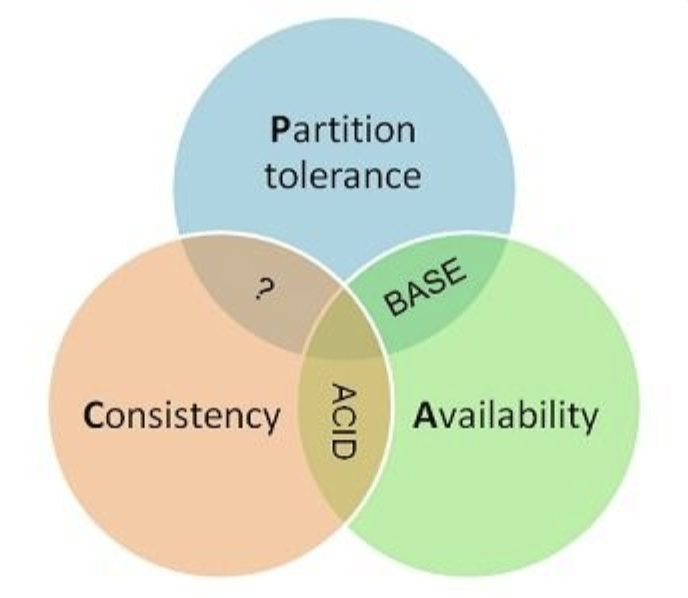 Partition
tolerance
?
BASE
Consistency
ACID
Availability